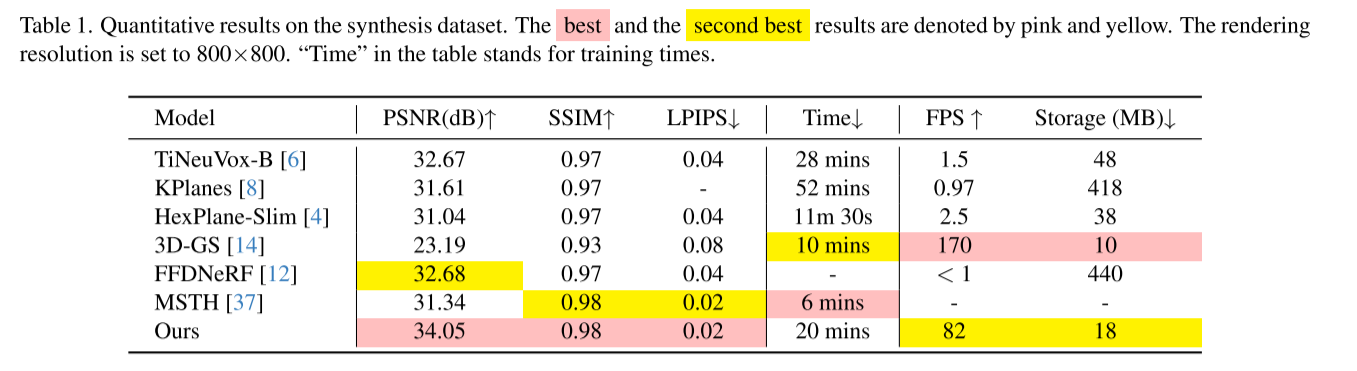 Table 1. Quantitative results on the synthesis dataset. The best and the second best results are denoted by pink and yellow. The rendering
resolution is set to 800×800. “Time” in the table stands for training times.
Model PSNR(dB)↑ SSIM↑ LPIPS↓ Time↓ FPS ↑ Storage (MB)↓
TiNeuVox-B [6] 32.67 0.97 0.04 28 mins 1.5 48
KPlanes [8] 31.61 0.97 - 52 mins 0.97 418
HexPlane-Slim [4] 31.04 0.97 0.04 11m 30s 2.5 38
3D-GS [14] 23.19 0.93 0.08 10 mins 170 10
FFDNeRF [12] 32.68 0.97 0.04 - < 1 440
MSTH [37] 31.34 0.98 0.02 6 mins - -
Ours 34.05 0.98 0.02 20 mins 82 18